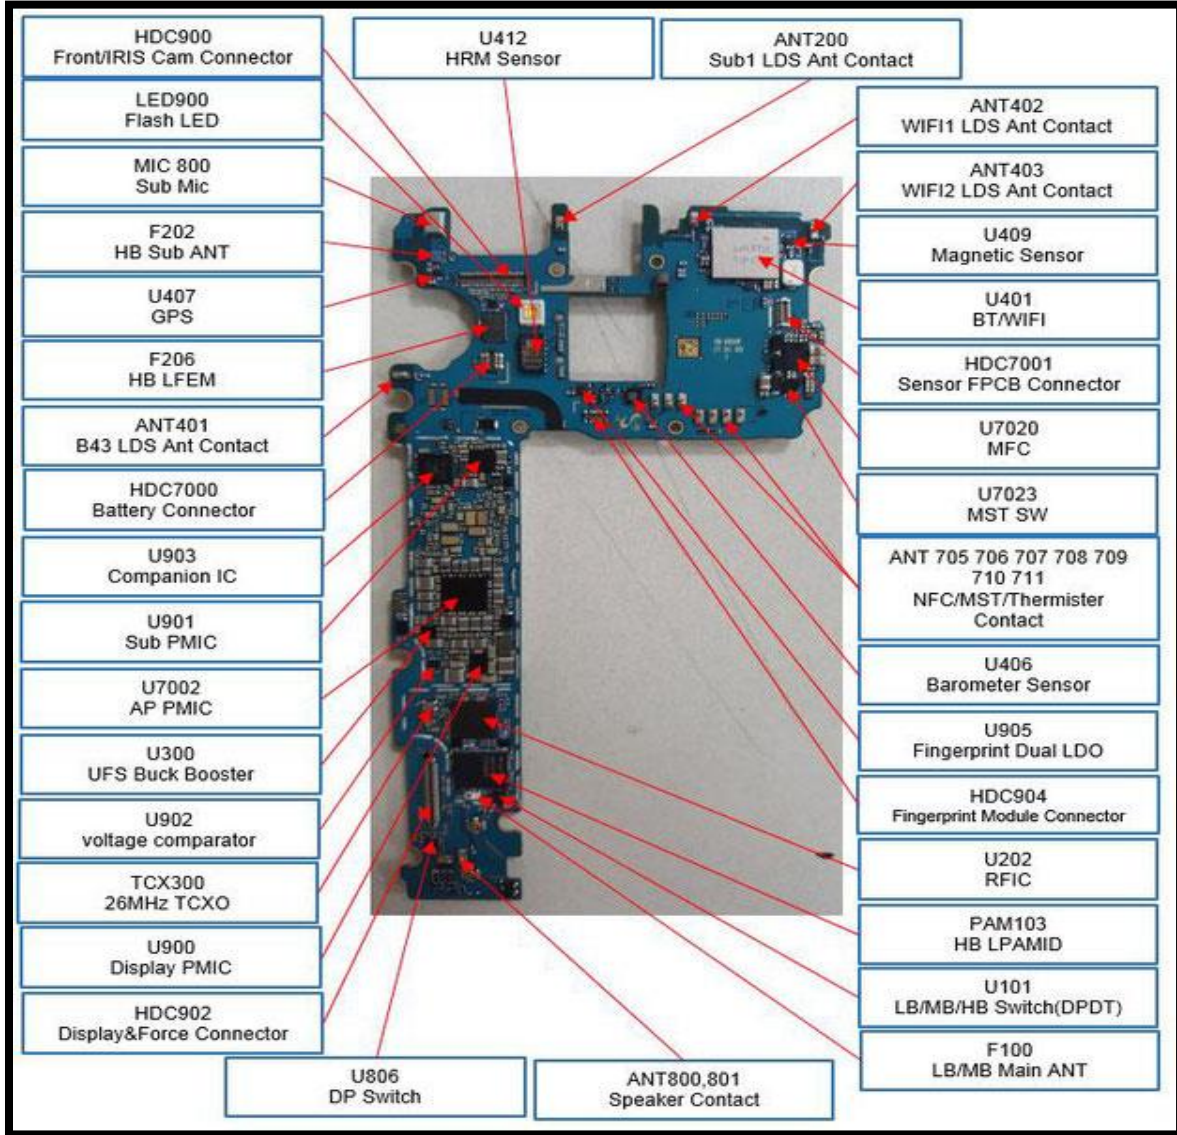 HDC900
Front/IRIS Cam Connector
U412
HRM Sensor
ANT200
Sub1 LDS Ant Contact
LED900
Flash LED
MIC 800
Sub Mic
F202
HB Sub ANT
U407
GPS
F206
HB LFEM
ANT401
B43 LDS Ant Contact
HDC7000
Battery Connector
U903
Companion IC
U901
Sub PMIC
U7002
AP PMIC
U300
UFS Buck Booster
U902
voltage comparator
TCX300
26MHz TCXO
U900
Display PMIC
HDC902
Display&Force Connector
U806
DP Switch
ANT800,801
Speaker Contact
ANT402
WIFI1 LDS Ant Contact
ANT403
WIFI2 LDS Ant Contact
U409
Magnetic Sensor
U401
BT/WIFI
HDC7001
Sensor FPCB Connector
U7020
MFC
U7023
MST SW
ANT 705 706 707 708 709
710 711
NFC/MST/Thermister
Contact
U406
Barometer Sensor
U905
Fingerprint Dual LDO
HDC904
Fingerprint Module Connector
U202
RFIC
PAM103
HB LPAMID
U101
LB/MB/HB Switch(DPDT)
F100
LB/MB Main ANT